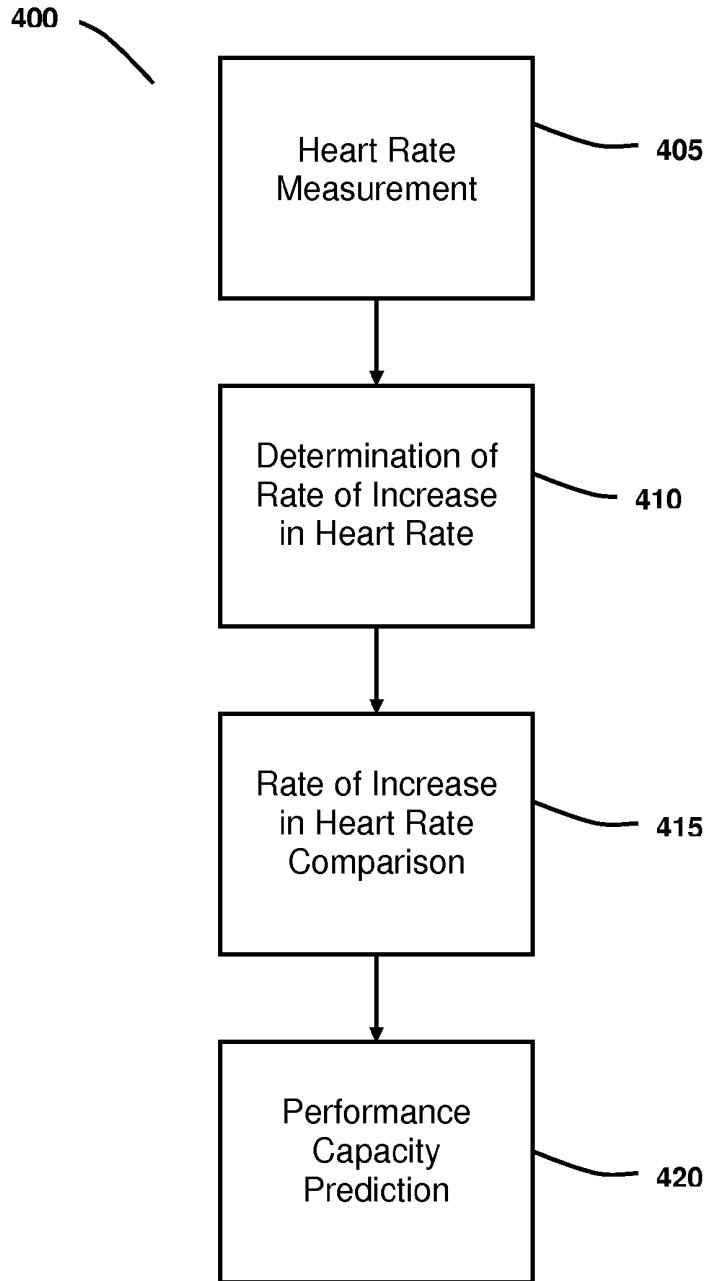 400
Heart Rate
Measurement
405
Determination of
Rate of Increase
in Heart Rate
410
Rate of Increase
in Heart Rate
Comparison
415
Performance
Capacity
Prediction
420